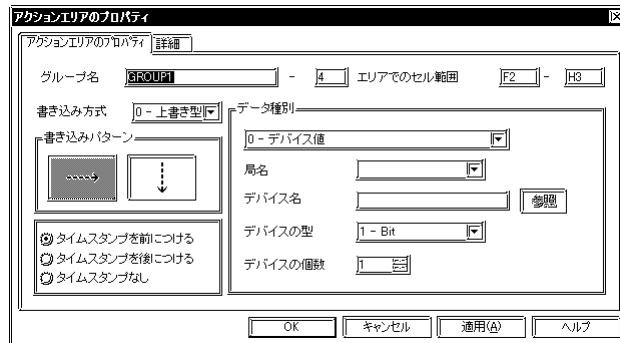 アクションエリアのプロパティ
アクションエリアのプロパティ 詳細
グループ名 GROUP1 - 4 エリアでのセル範囲 F2 - H3
書き込み方式 0 - 上書き型
書き込みパターン
タイムスタンプを前につける
タイムスタンプを後につける
タイムスタンプなし
データ種別
0 - デバイス値
局名
デバイス名 参照
デバイスの型 1 - Bit
デバイスの個数 1
OK キャンセル 適用(A) ヘルプ